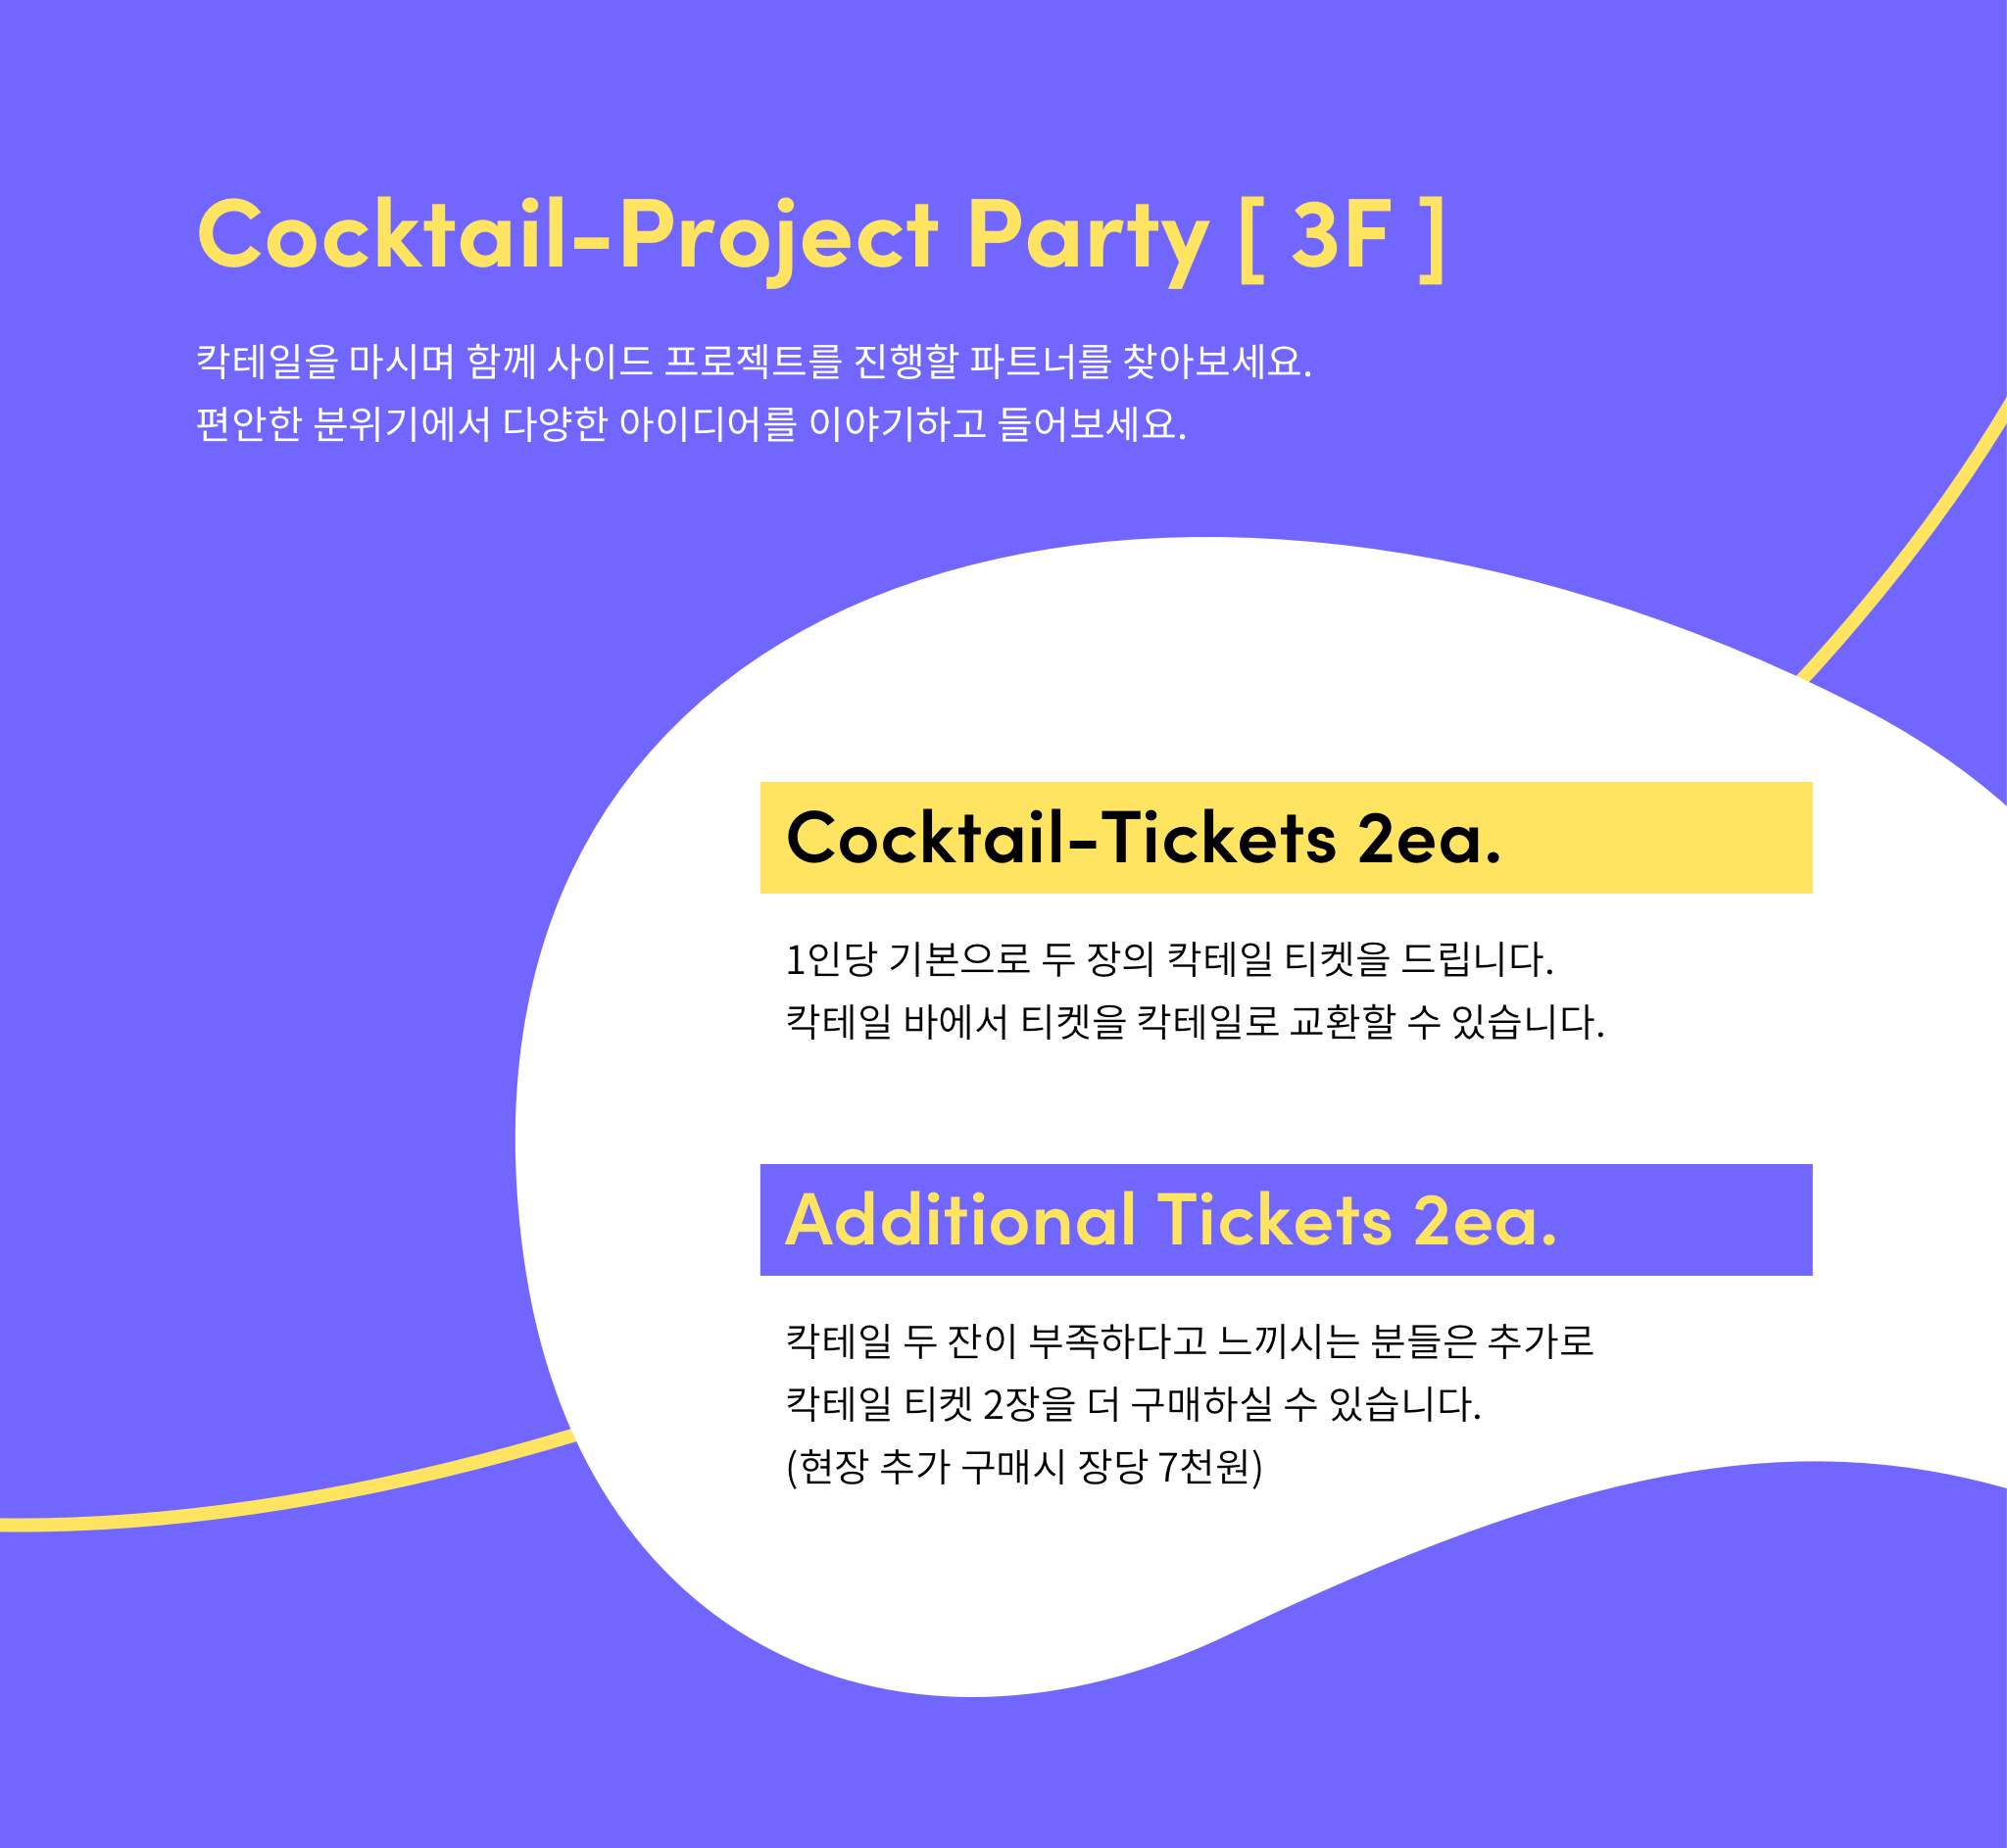 Cocktail-Project Party [ 3F ]
칵테일을 마시며 함께 사이드 프로젝트를 진행할 파트너를 찾아보세요.
편안한 분위기에서 다양한 아이디어를 이야기하고 들어보세요.
Cocktail-Tickets 2ea.
1인당 기본으로 두 장의 칵테일 티켓을 드립니다.
칵테일 바에서 티켓을 칵테일로 교환할 수 있습니다.
Additional Tickets 2ea.
칵테일 두 잔이 부족하다고 느끼시는 분들은 추가로
칵테일 티켓 2장을 더 구매하실 수 있습니다.
(현장 추가 구매시 장당 7천원)